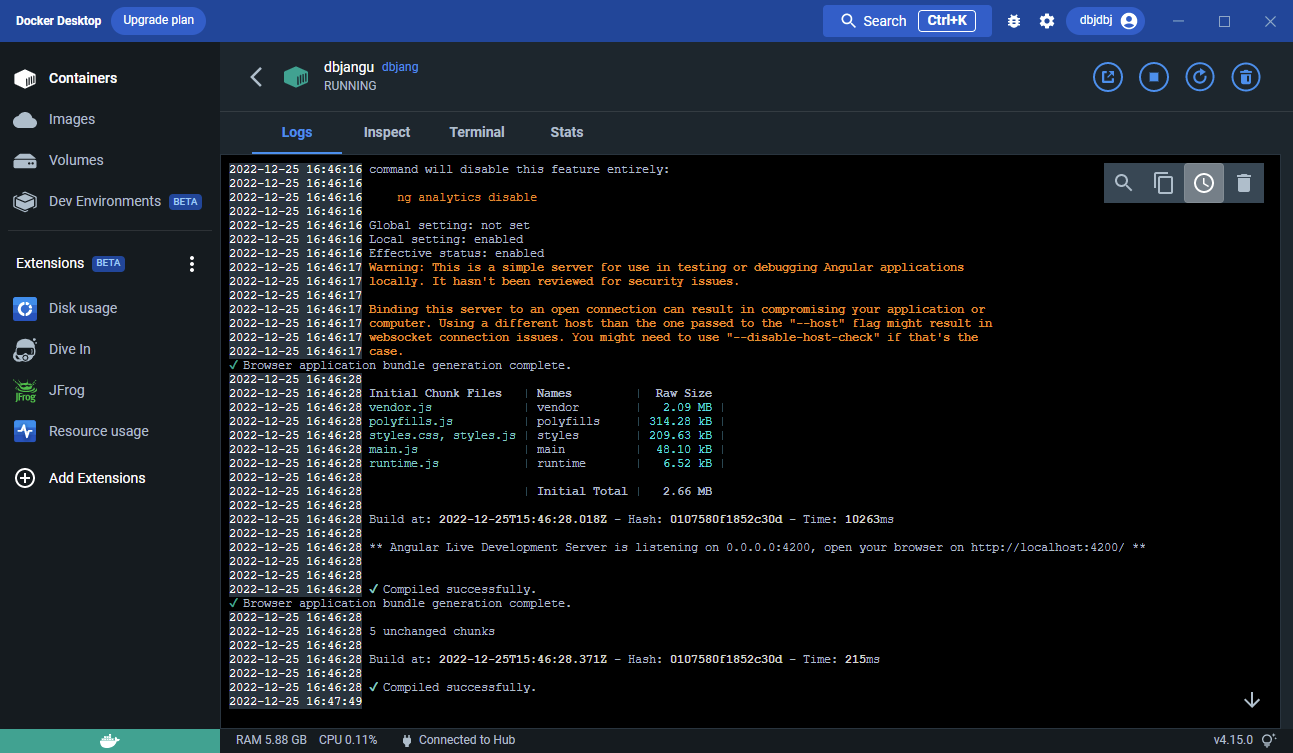 Docker Desktop Upgrade plan Search Ctrl+K dbjdbj
Containers
Images
Volumes
Dev Environments BETA
Extensions BETA
Disk usage
Dive In
JFrog JFrog
Resource usage
Add Extensions
dbjangu dbjang
RUNNING
Logs Inspect Terminal Stats
2022-12-25 16:46:16 command will disable this feature entirely:
2022-12-25 16:46:16
2022-12-25 16:46:16 ng analytics disable
2022-12-25 16:46:16
2022-12-25 16:46:16 Global setting: not set
2022-12-25 16:46:16 Local setting: enabled
2022-12-25 16:46:16 Effective status: enabled
2022-12-25 16:46:17 Warning: This is a simple server for use in testing or debugging Angular applications
2022-12-25 16:46:17 locally. It hasn't been reviewed for security issues.
2022-12-25 16:46:17
2022-12-25 16:46:17 Binding this server to an open connection can result in compromising your application or
2022-12-25 16:46:17 computer. Using a different host than the one passed to the "--host" flag might result in
2022-12-25 16:46:17 websocket connection issues. You might need to use "--disable-host-check" if that's the
2022-12-25 16:46:17 case.
✓ Browser application bundle generation complete.
2022-12-25 16:46:28
2022-12-25 16:46:28 Initial Chunk Files | Names | Raw Size
2022-12-25 16:46:28 vendor.js | vendor | 2.09 MB |
2022-12-25 16:46:28 polyfills.js | polyfills | 314.28 kB |
2022-12-25 16:46:28 styles.css, styles.js | styles | 209.63 kB |
2022-12-25 16:46:28 main.js | main | 48.10 kB |
2022-12-25 16:46:28 runtime.js | runtime | 6.52 kB |
2022-12-25 16:46:28
2022-12-25 16:46:28 | Initial Total | 2.66 MB
2022-12-25 16:46:28
2022-12-25 16:46:28 Build at: 2022-12-25T15:46:28.018Z - Hash: 0107580f1852c30d - Time: 10263ms
2022-12-25 16:46:28
2022-12-25 16:46:28 ** Angular Live Development Server is listening on 0.0.0.0:4200, open your browser on http://localhost:4200/ **
2022-12-25 16:46:28
2022-12-25 16:46:28
2022-12-25 16:46:28 ✓ Compiled successfully.
✓ Browser application bundle generation complete.
2022-12-25 16:46:28
2022-12-25 16:46:28 5 unchanged chunks
2022-12-25 16:46:28
2022-12-25 16:46:28 Build at: 2022-12-25T15:46:28.371Z - Hash: 0107580f1852c30d - Time: 215ms
2022-12-25 16:46:28
2022-12-25 16:46:28 ✓ Compiled successfully.
2022-12-25 16:47:49
RAM 5.88 GB CPU 0.11% Connected to Hub v4.15.0